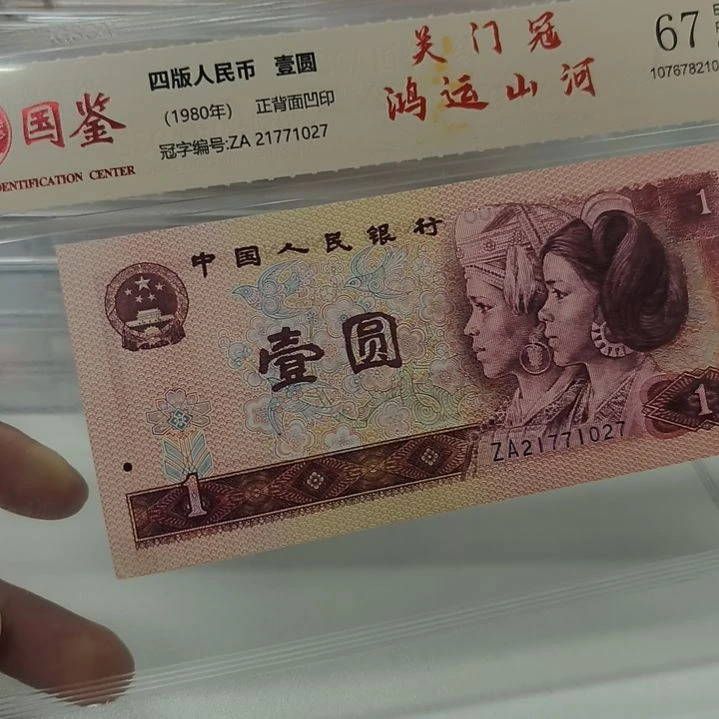 国鉴
DENTIFICATION CENTER
四版人民币 壹圆
(1980年) 正背面凹印
冠字编号:ZA 21771027
关门冠
鸿运山河
67
107678210
中国人民银行
壹圆
1
1
1
ZA21771027